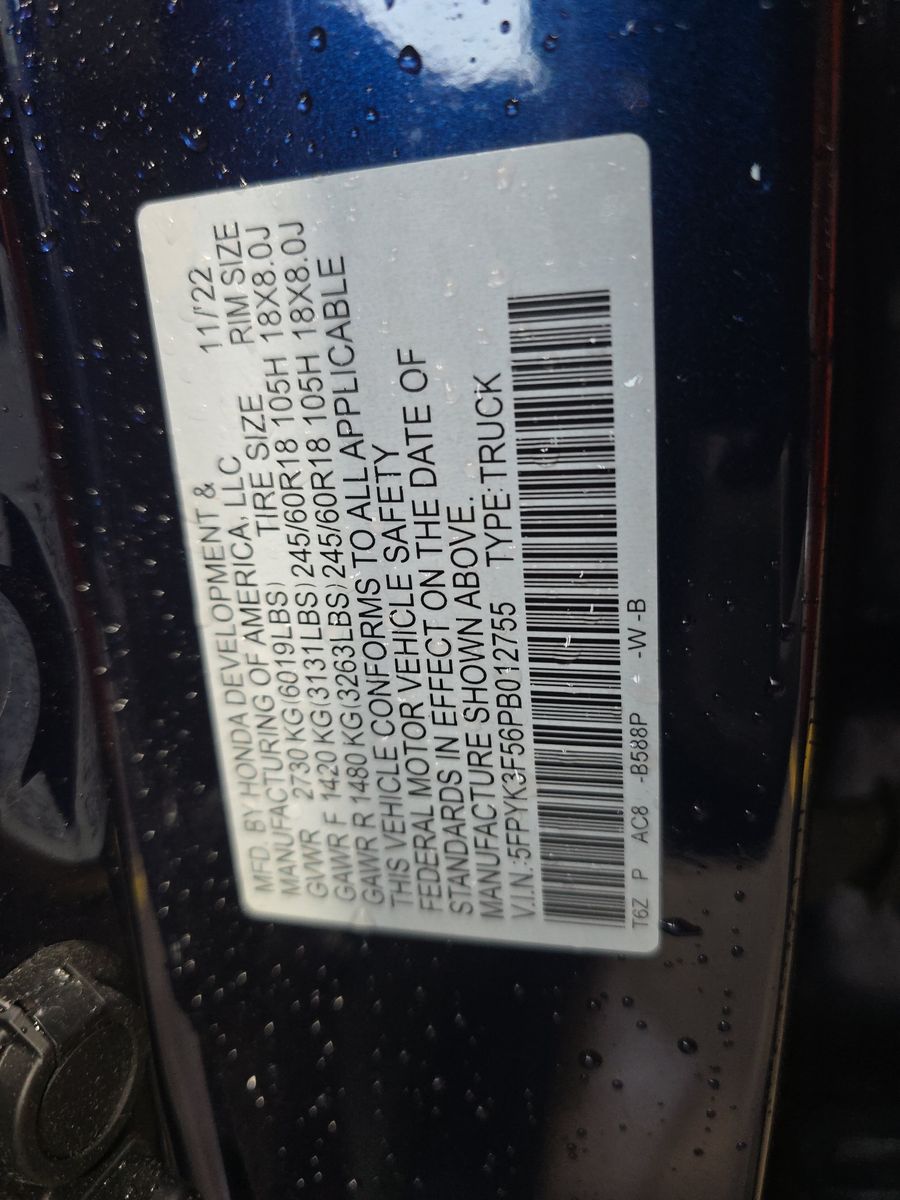 MFD. BY HONDA DEVELOPMENT & 11/'22
MANUFACTURING OF AMERICA, LLC
TIRE SIZE RIM SIZE
GVWR 2730 KG(6019LBS)
GAWR F 1420 KG(3131LBS) 245/60R18 105H 18X8.0J
GAWR R 1480 KG(3263LBS) 245/60R18 105H 18X8.0J
THIS VEHICLE CONFORMS TO ALL APPLICABLE
FEDERAL MOTOR VEHICLE SAFETY
STANDARDS IN EFFECT ON THE DATE OF
MANUFACTURE SHOWN ABOVE.
V.I.N.:5FPYK3F56PB012755 TYPE:TRUCK
T6Z P AC8 -B588P -W -B